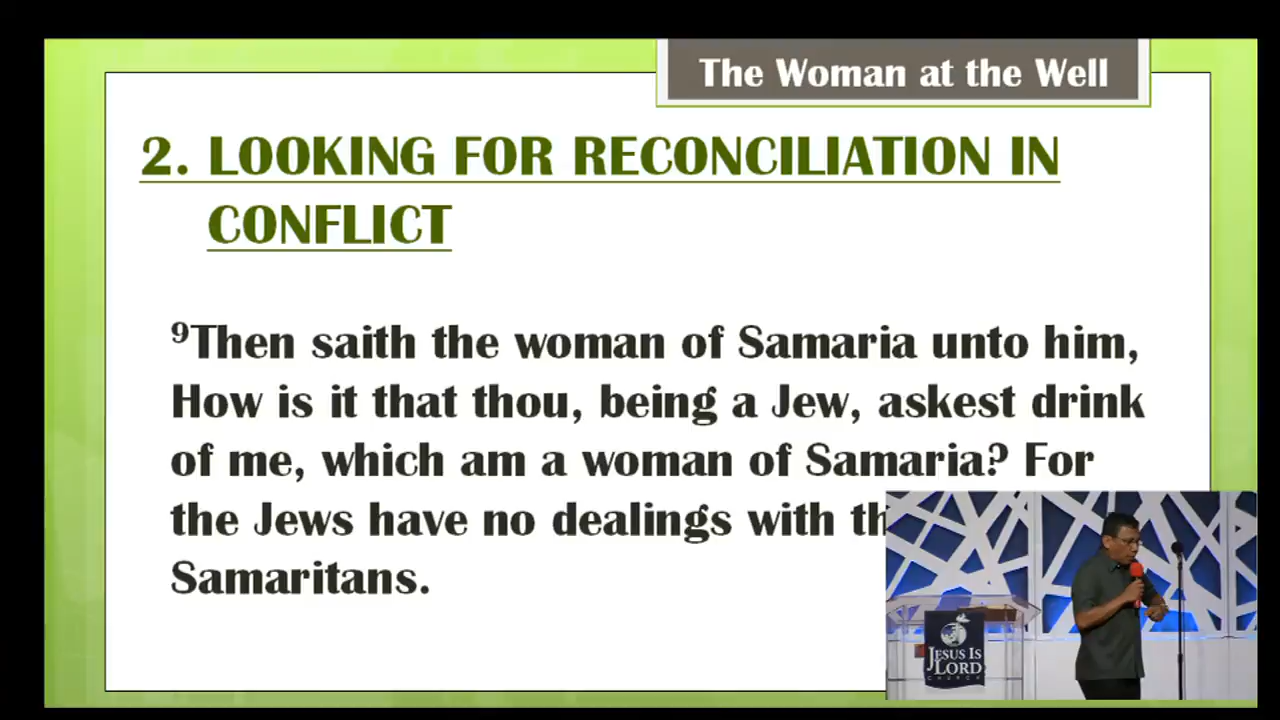 The Woman at the Well
2. LOOKING FOR RECONCILIATION IN
CONFLICT
⁹Then saith the woman of Samaria unto him,
How is it that thou, being a Jew, askest drink
of me, which am a woman of Samaria? For
the Jews have no dealings with th
Samaritans.
JESUS IS
LORD
CHURCH